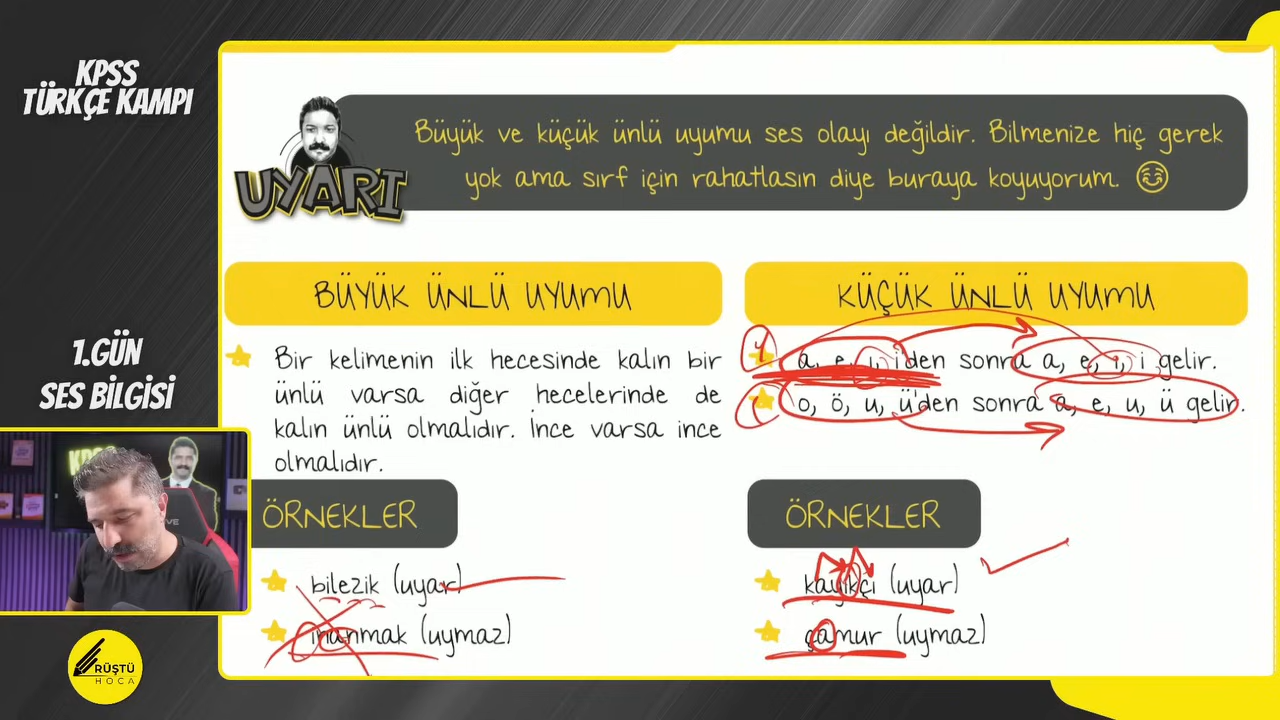 KPSS
TÜRKÇE KAMPI
1.GÜN
SES BİLGİSİ
UYARI
Büyük ve küçük ünlü uyumu ses olayı değildir. Bilmenize hiç gerek
yok ama sırf için rahatlasın diye buraya koyuyorum.
BÜYÜK ÜNLÜ UYUMU
Bir kelimenin ilk hecesinde kalın bir
ünlü varsa diğer hecelerinde de
kalın ünlü olmalıdır. İnce varsa ince
olmalıdır.
ÖRNEKLER
bilezik (uyar)
inanmak (uymaz)
KÜÇÜK ÜNLÜ UYUMU
a, e, ı, i'den sonra a, e, ı, i gelir.
o, ö, u, ü'den sonra a, e, u, ü gelir.
ÖRNEKLER
kayıkçı (uyar)
çamur (uymaz)
RÜŞTÜ
HOCA